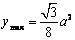 y_max = √3/8 a²